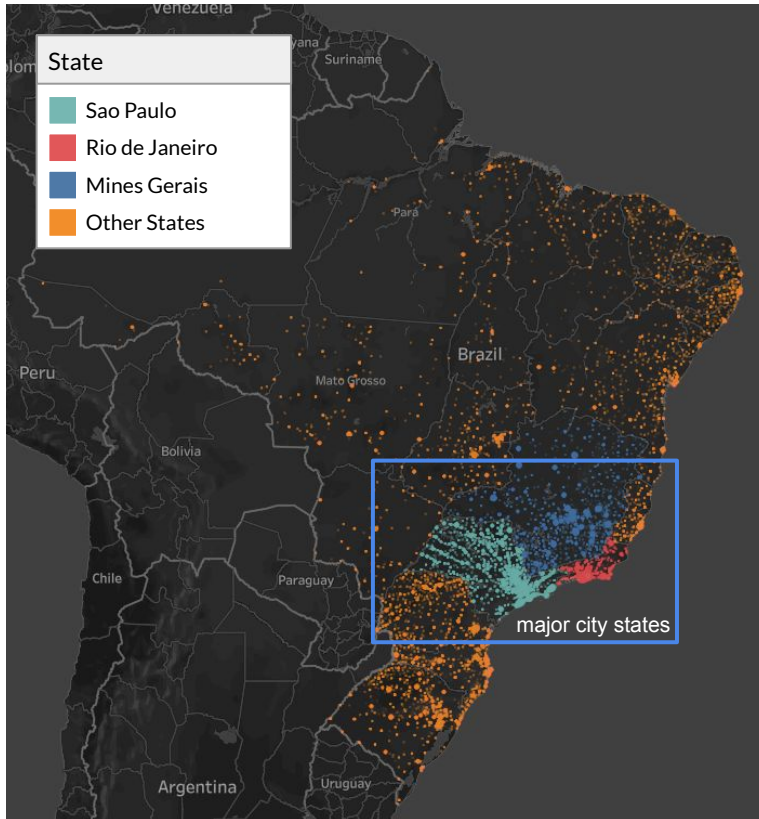 Venezuela
State
Sao Paulo
Rio de Janeiro
Mines Gerais
Other States
Suriname
Pará
Brazil
Peru
Mato Grosso
Bolivia
Chile
Paraguay
major city states
Argentina
Uruguay